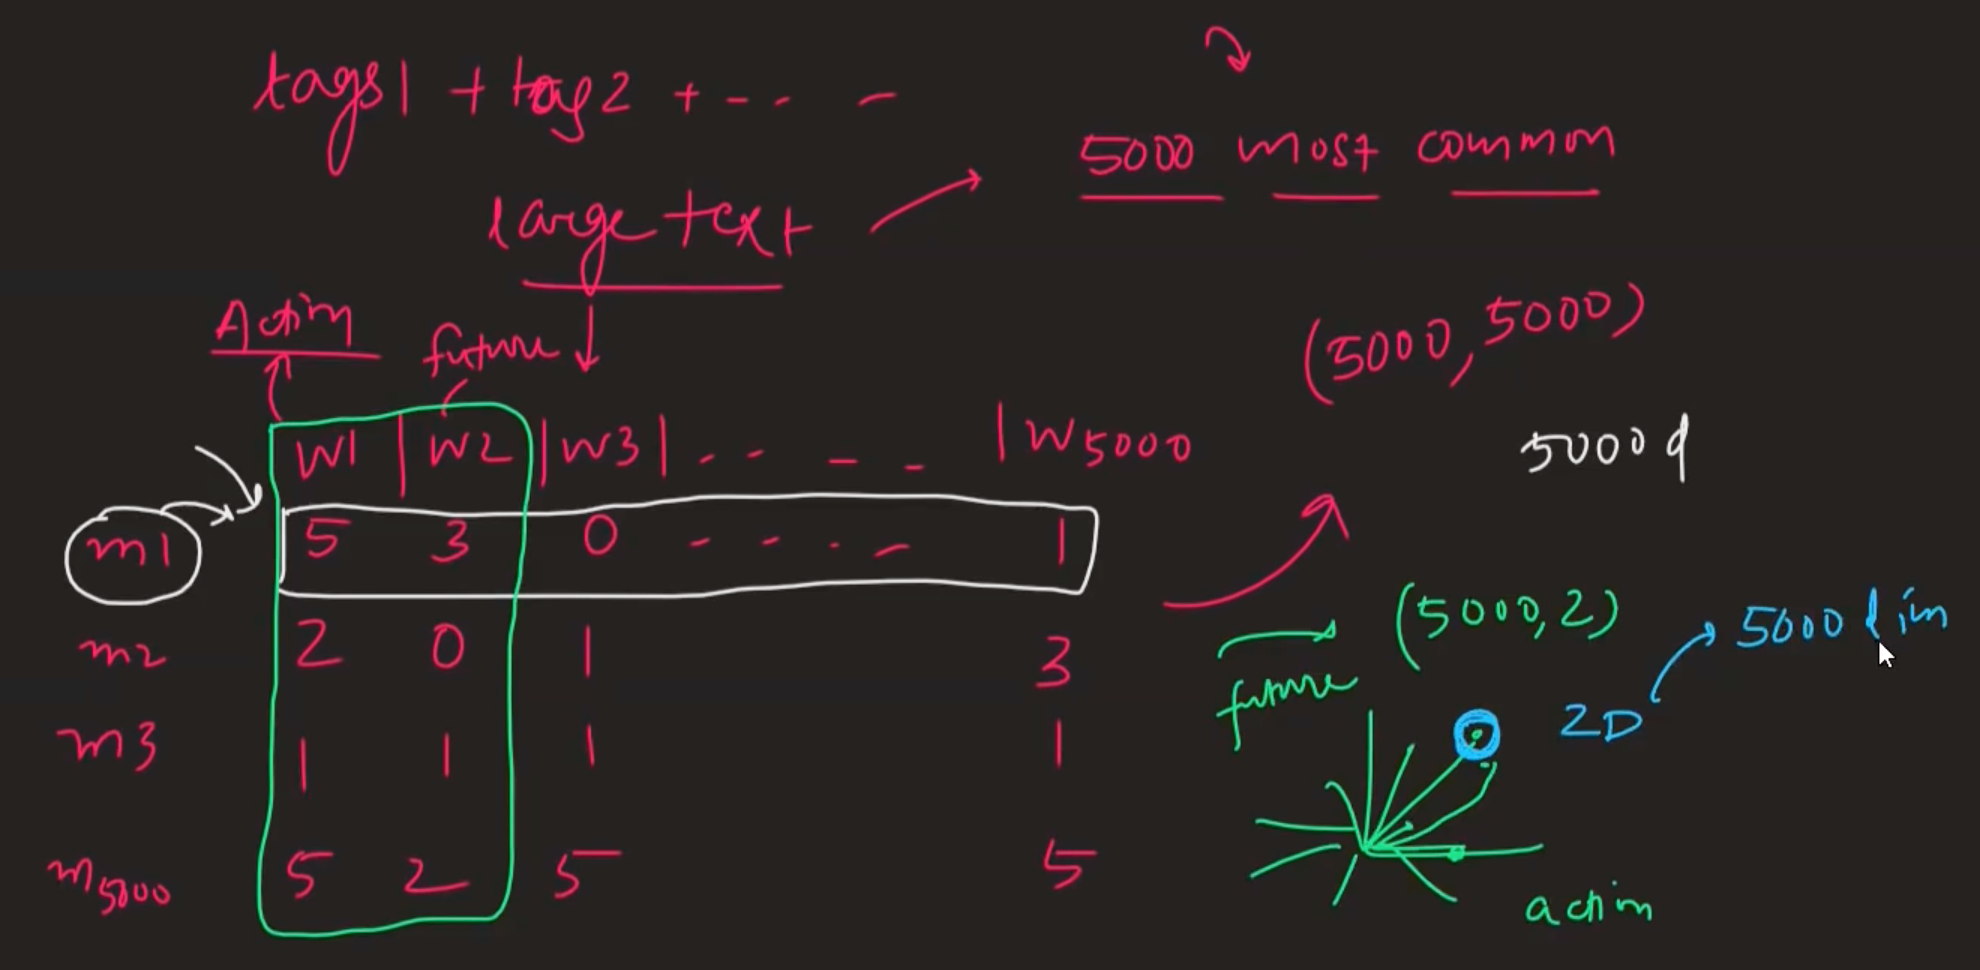 tags1 + tag2 + - - -
5000 most common
large text
Action
future
(5000, 5000)
w1 | w2 | w3 | - - - - | w5000
5000 d
m1 5 3 0 - - - - 1
m2 2 0 1 3
(5000, 2)
5000 dim
future
2D
m3 1 1 1 1
m5000 5 2 5 5
action